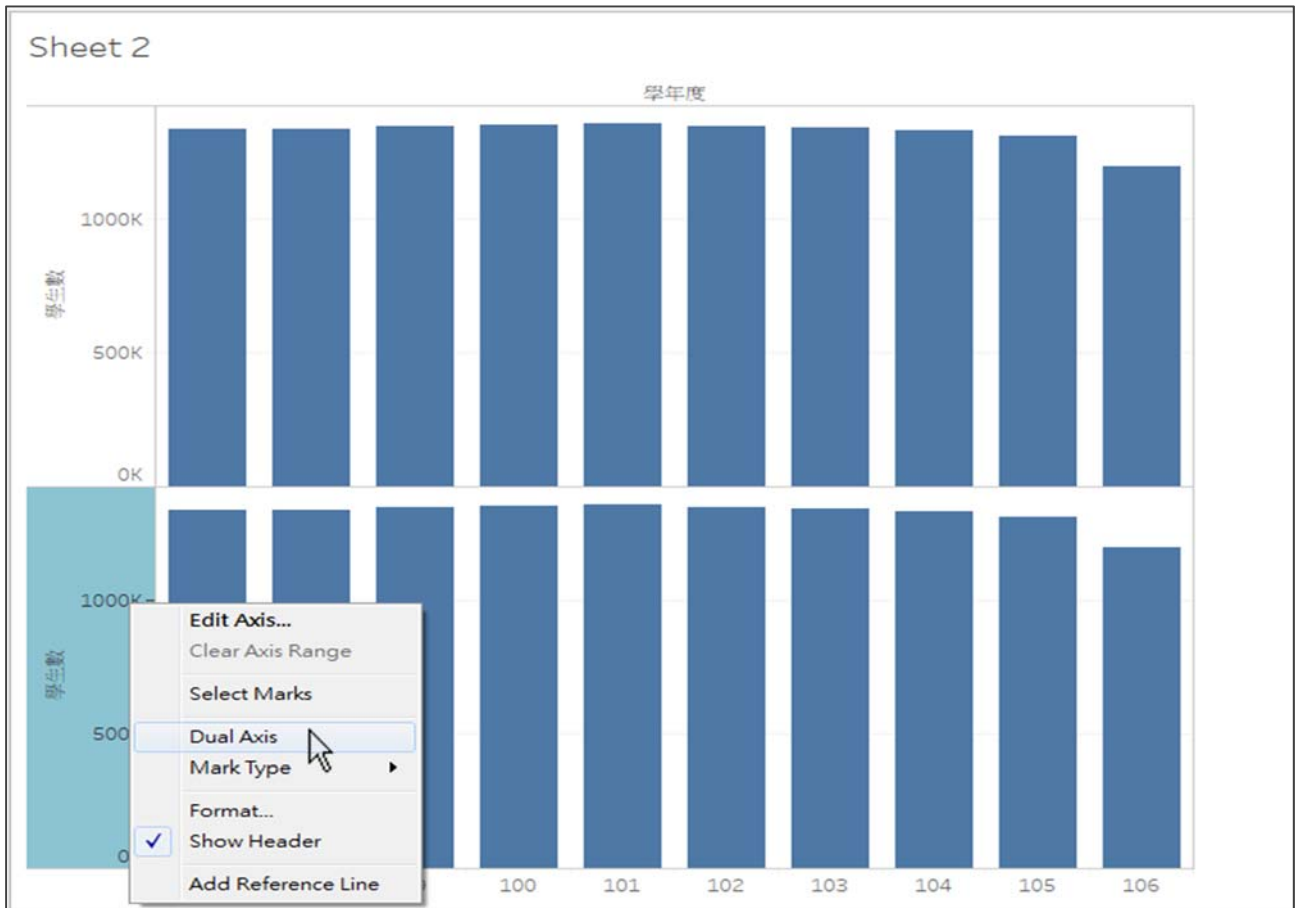 Sheet 2
學年度
1000K
學生數
500K
0K
1000K
學生數
500
0
Edit Axis...
Clear Axis Range
Select Marks
Dual Axis
Mark Type
Format...
Show Header
Add Reference Line
100 101 102 103 104 105 106